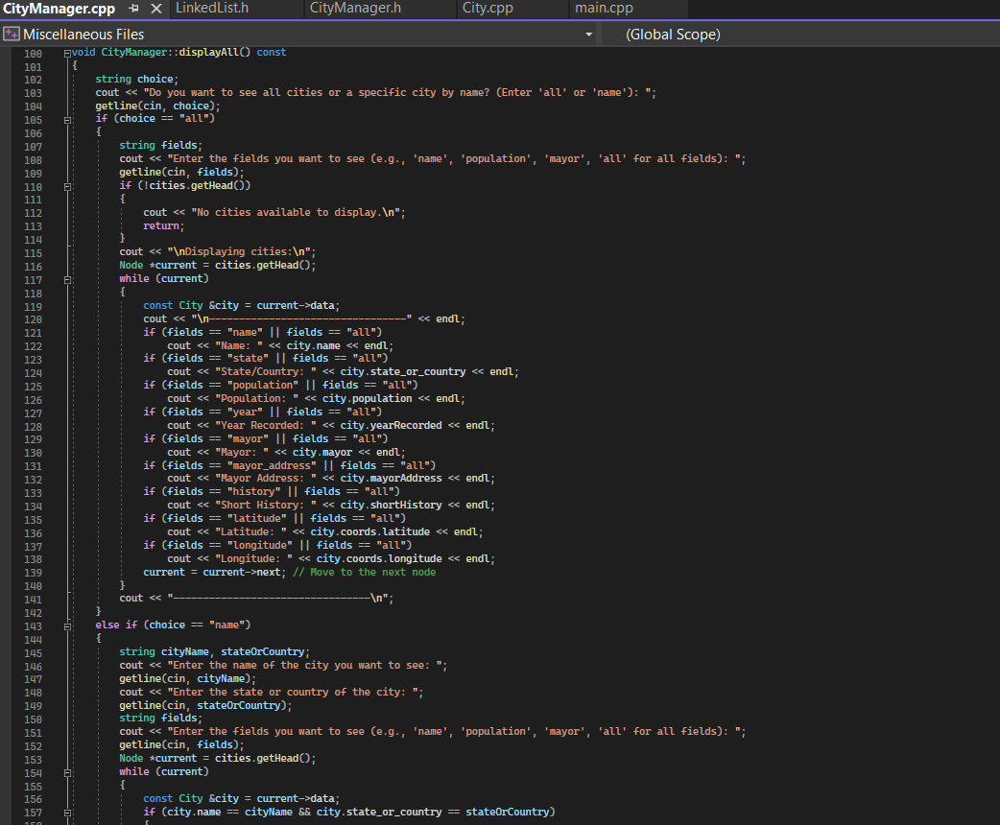 CityManager.cpp LinkedList.h CityManager.h City.cpp main.cpp
Miscellaneous Files (Global Scope)
100 void CityManager::displayAll() const
101 {
102 string choice;
103 cout << "Do you want to see all cities or a specific city by name? (Enter 'all' or 'name'): ";
104 getline(cin, choice);
105 if (choice == "all")
106 {
107 string fields;
108 cout << "Enter the fields you want to see (e.g., 'name', 'population', 'mayor', 'all' for all fields): ";
109 getline(cin, fields);
110 if (!cities.getHead())
111 {
112 cout << "No cities available to display.\n";
113 return;
114 }
115 cout << "\nDisplaying cities:\n";
116 Node *current = cities.getHead();
117 while (current)
118 {
119 const City &city = current->data;
120 cout << "\n---------------------------------" << endl;
121 if (fields == "name" || fields == "all")
122 cout << "Name: " << city.name << endl;
123 if (fields == "state" || fields == "all")
124 cout << "State/Country: " << city.state_or_country << endl;
125 if (fields == "population" || fields == "all")
126 cout << "Population: " << city.population << endl;
127 if (fields == "year" || fields == "all")
128 cout << "Year Recorded: " << city.yearRecorded << endl;
129 if (fields == "mayor" || fields == "all")
130 cout << "Mayor: " << city.mayor << endl;
131 if (fields == "mayor_address" || fields == "all")
132 cout << "Mayor Address: " << city.mayorAddress << endl;
133 if (fields == "history" || fields == "all")
134 cout << "Short History: " << city.shortHistory << endl;
135 if (fields == "latitude" || fields == "all")
136 cout << "Latitude: " << city.coords.latitude << endl;
137 if (fields == "longitude" || fields == "all")
138 cout << "Longitude: " << city.coords.longitude << endl;
139 current = current->next; // Move to the next node
140 }
141 cout << "---------------------------------\n";
142 }
143 else if (choice == "name")
144 {
145 string cityName, stateOrCountry;
146 cout << "Enter the name of the city you want to see: ";
147 getline(cin, cityName);
148 cout << "Enter the state or country of the city: ";
149 getline(cin, stateOrCountry);
150 string fields;
151 cout << "Enter the fields you want to see (e.g., 'name', 'population', 'mayor', 'all' for all fields): ";
152 getline(cin, fields);
153 Node *current = cities.getHead();
154 while (current)
155 {
156 const City &city = current->data;
157 if (city.name == cityName && city.state_or_country == stateOrCountry)